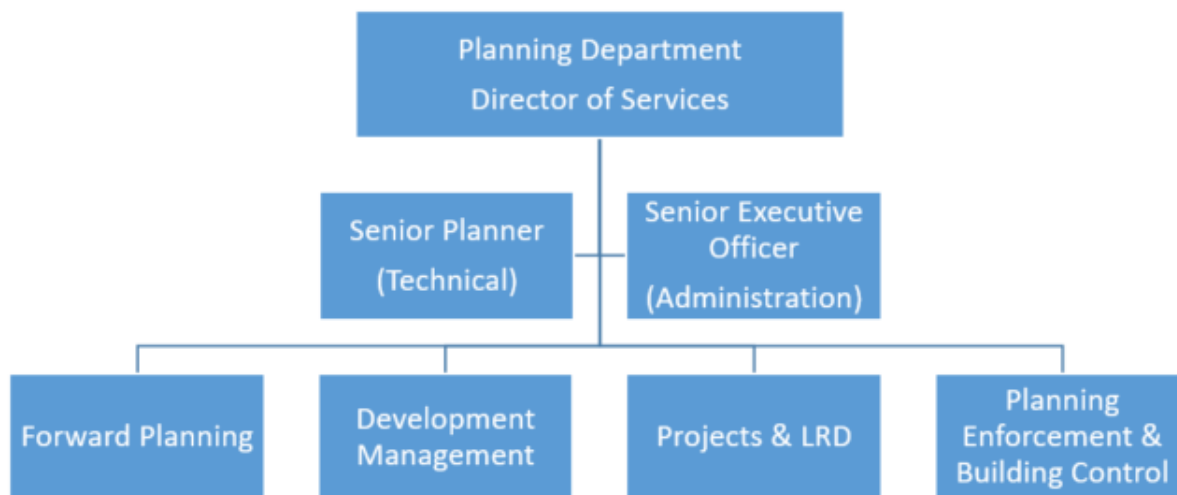 Planning Department
Director of Services
Senior Planner
(Technical)
Senior Executive
Officer
(Administration)
Forward Planning
Development
Management
Projects & LRD
Planning
Enforcement &
Building Control